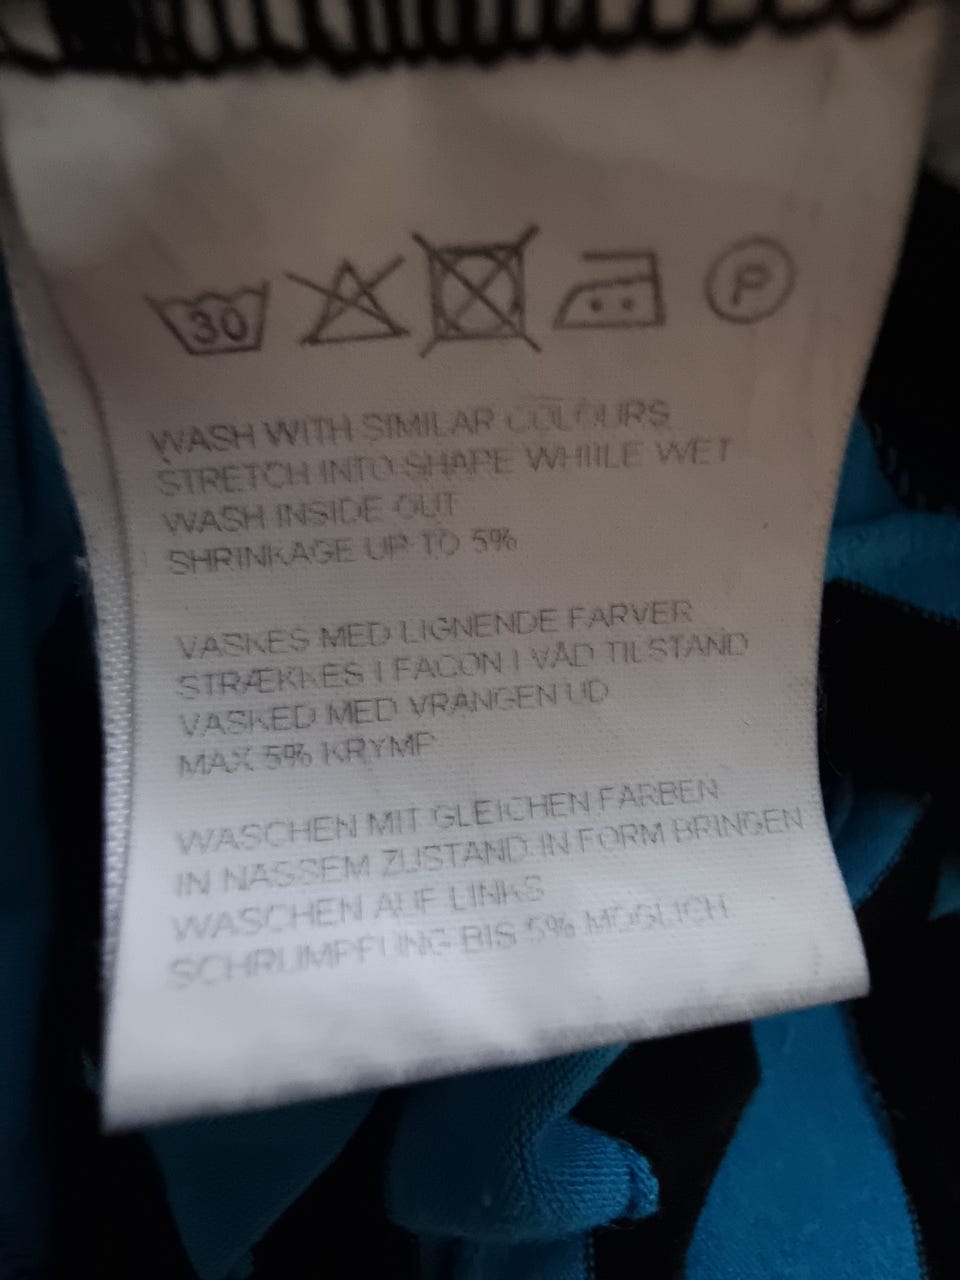 30 P
WASH WITH SIMILAR COLOURS
STRETCH INTO SHAPE WHIILE WET
WASH INSIDE OUT
SHRINKAGE UP TO 5%
VASKES MED LIGNENDE FARVER
STRÆKKES I FACON I VÅD TILSTAND
VASKED MED VRANGEN UD
MAX 5% KRYMP
WASCHEN MIT GLEICHEN FARBEN
IN NASSEM ZUSTAND IN FORM BRINGEN
WASCHEN AUF LINKS
SCHRUMPFUNG BIS 5% MÖGLICH